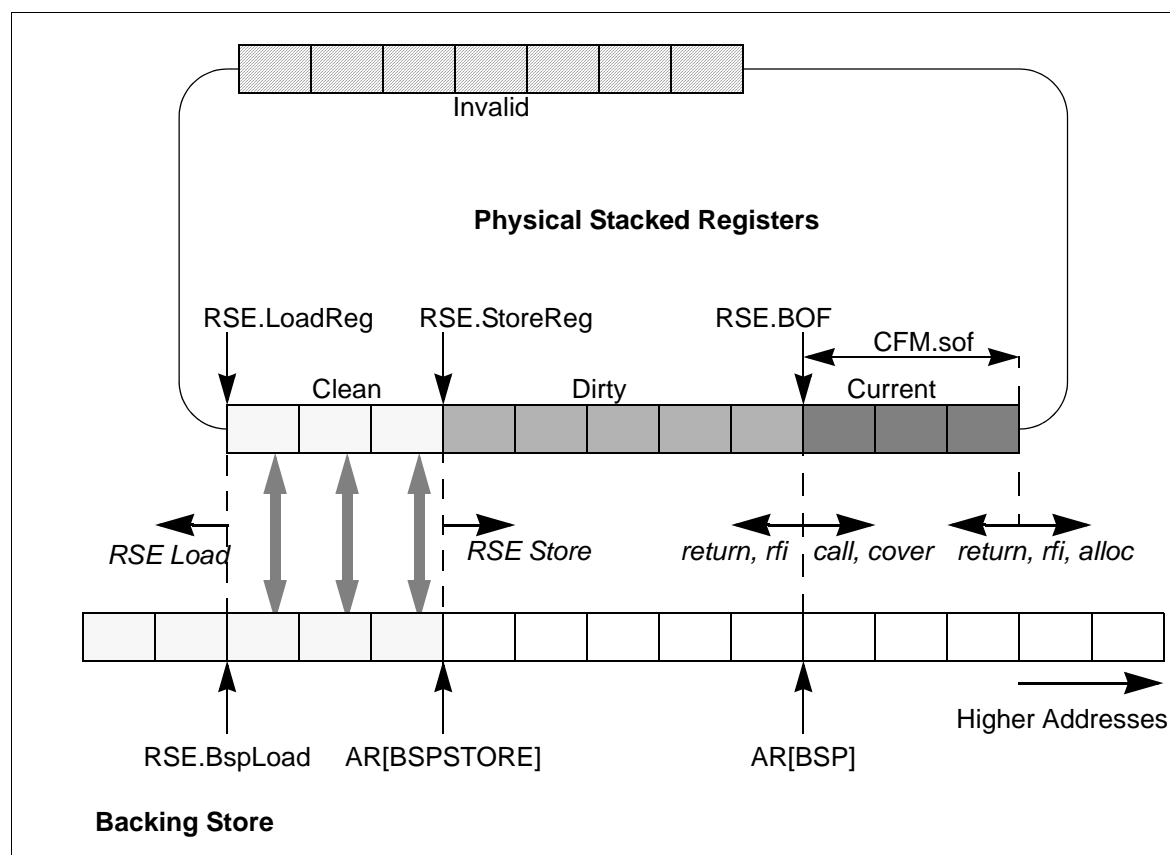 Invalid
Physical Stacked Registers
RSE.LoadReg
RSE.StoreReg
RSE.BOF
CFM.sof
Clean
Dirty
Current
RSE Load
RSE Store
return, rfi
call, cover
return, rfi, alloc
Higher Addresses
RSE.BspLoad
AR[BSPSTORE]
AR[BSP]
Backing Store